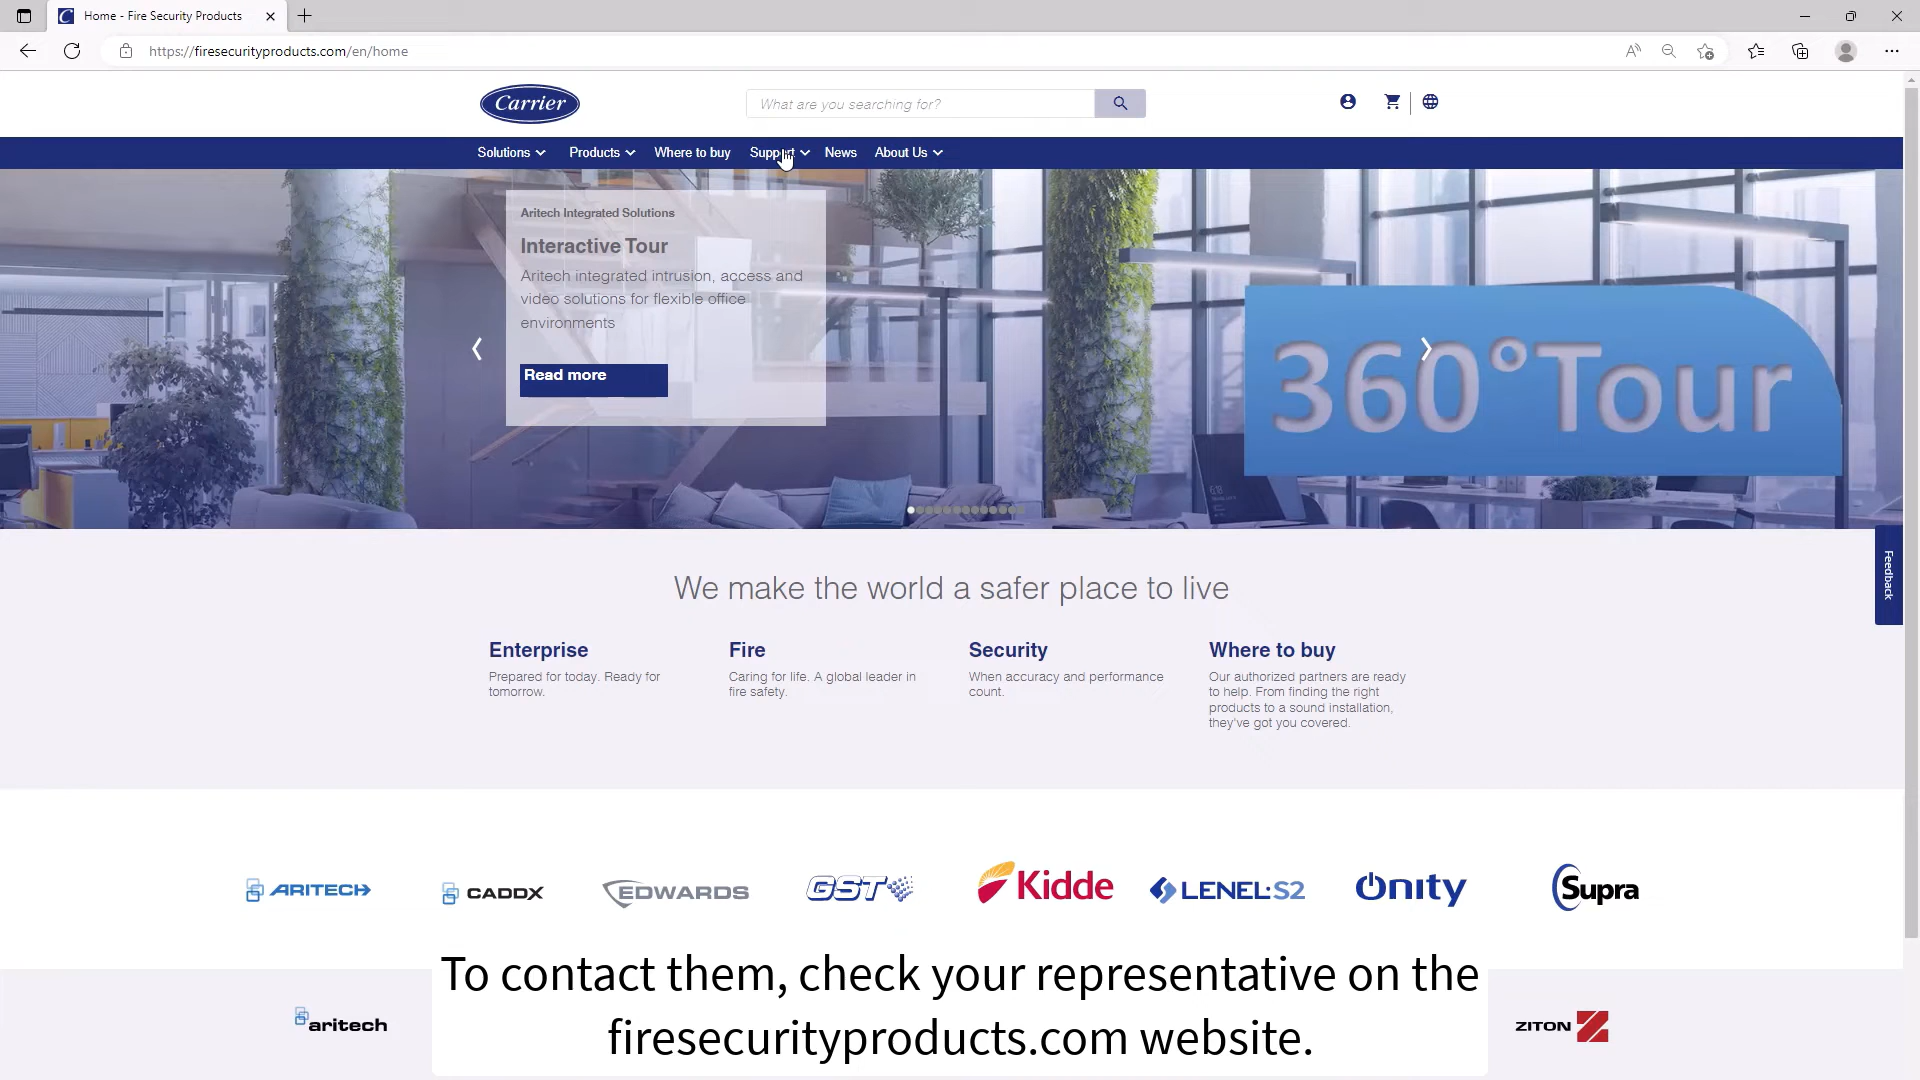 Home - Fire Security Products
https://firesecurityproducts.com/en/home
Carrier
What are you searching for?
Solutions
Products
Where to buy
Support
News
About Us
Aritech Integrated Solutions
Interactive Tour
Aritech integrated intrusion, access and
video solutions for flexible office
environments
Read more
360°Tour
Feedback
We make the world a safer place to live
Enterprise
Prepared for today. Ready for
tomorrow.
Fire
Caring for life. A global leader in
fire safety.
Security
When accuracy and performance
count.
Where to buy
Our authorized partners are ready
to help. From finding the right
products to a sound installation,
they've got you covered.
ARITECH
CADDX
EDWARDS
GST
Kidde
LENEL·S2
Onity
Supra
aritech
ZITON
To contact them, check your representative on the
firesecurityproducts.com website.